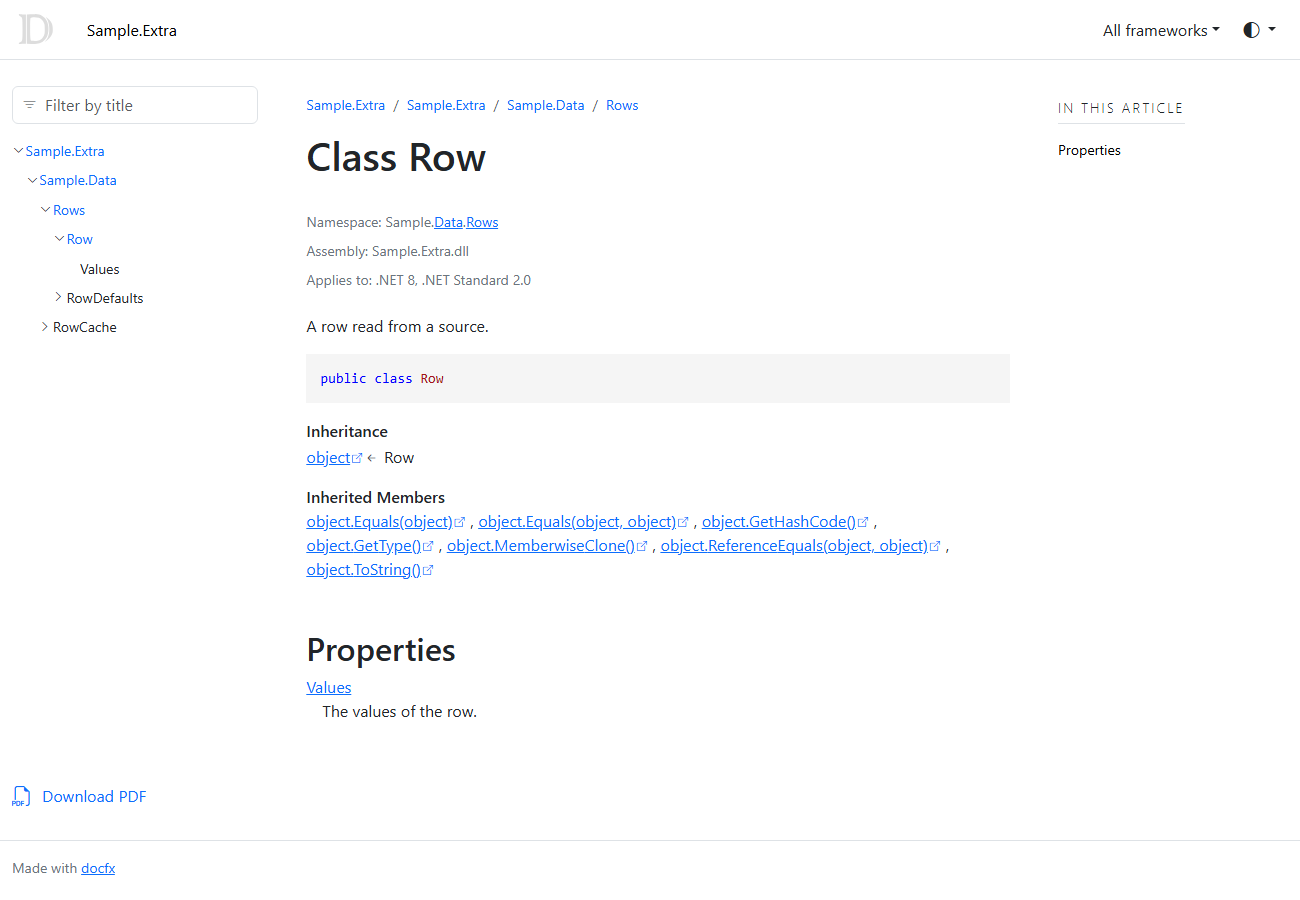 Sample.Extra
All frameworks
Filter by title
Sample.Extra
Sample.Data
Rows
Row
Values
RowDefaults
RowCache
Sample.Extra / Sample.Extra / Sample.Data / Rows
Class Row
Namespace: Sample.Data.Rows
Assembly: Sample.Extra.dll
Applies to: .NET 8, .NET Standard 2.0
A row read from a source.
public class Row
Inheritance
object ← Row
Inherited Members
object.Equals(object) , object.Equals(object, object) , object.GetHashCode() ,
object.GetType() , object.MemberwiseClone() , object.ReferenceEquals(object, object) ,
object.ToString()
Properties
Values
The values of the row.
IN THIS ARTICLE
Properties
PDF Download PDF
Made with docfx